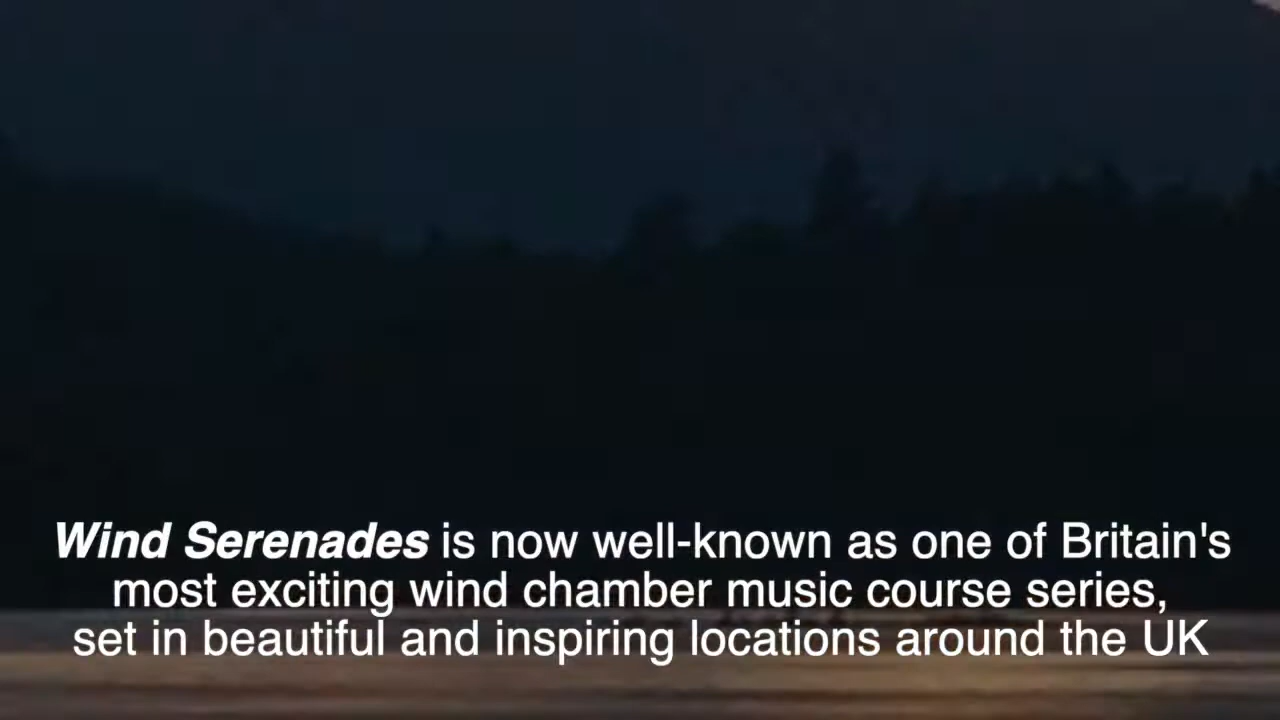 Wind Serenades is now well-known as one of Britain's
most exciting wind chamber music course series,
set in beautiful and inspiring locations around the UK